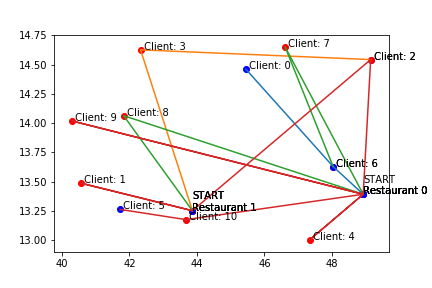 14.75
14.50
14.25
14.00
13.75
13.50
13.25
13.00
40
42
44
46
48
Client: 3
Client: 7
Client: 2
Client: 0
Client: 9
Client: 8
Client: 6
Client: 1
START
START
Restaurant 0
Client: 5
Restaurant 1
Client: 10
Client: 4